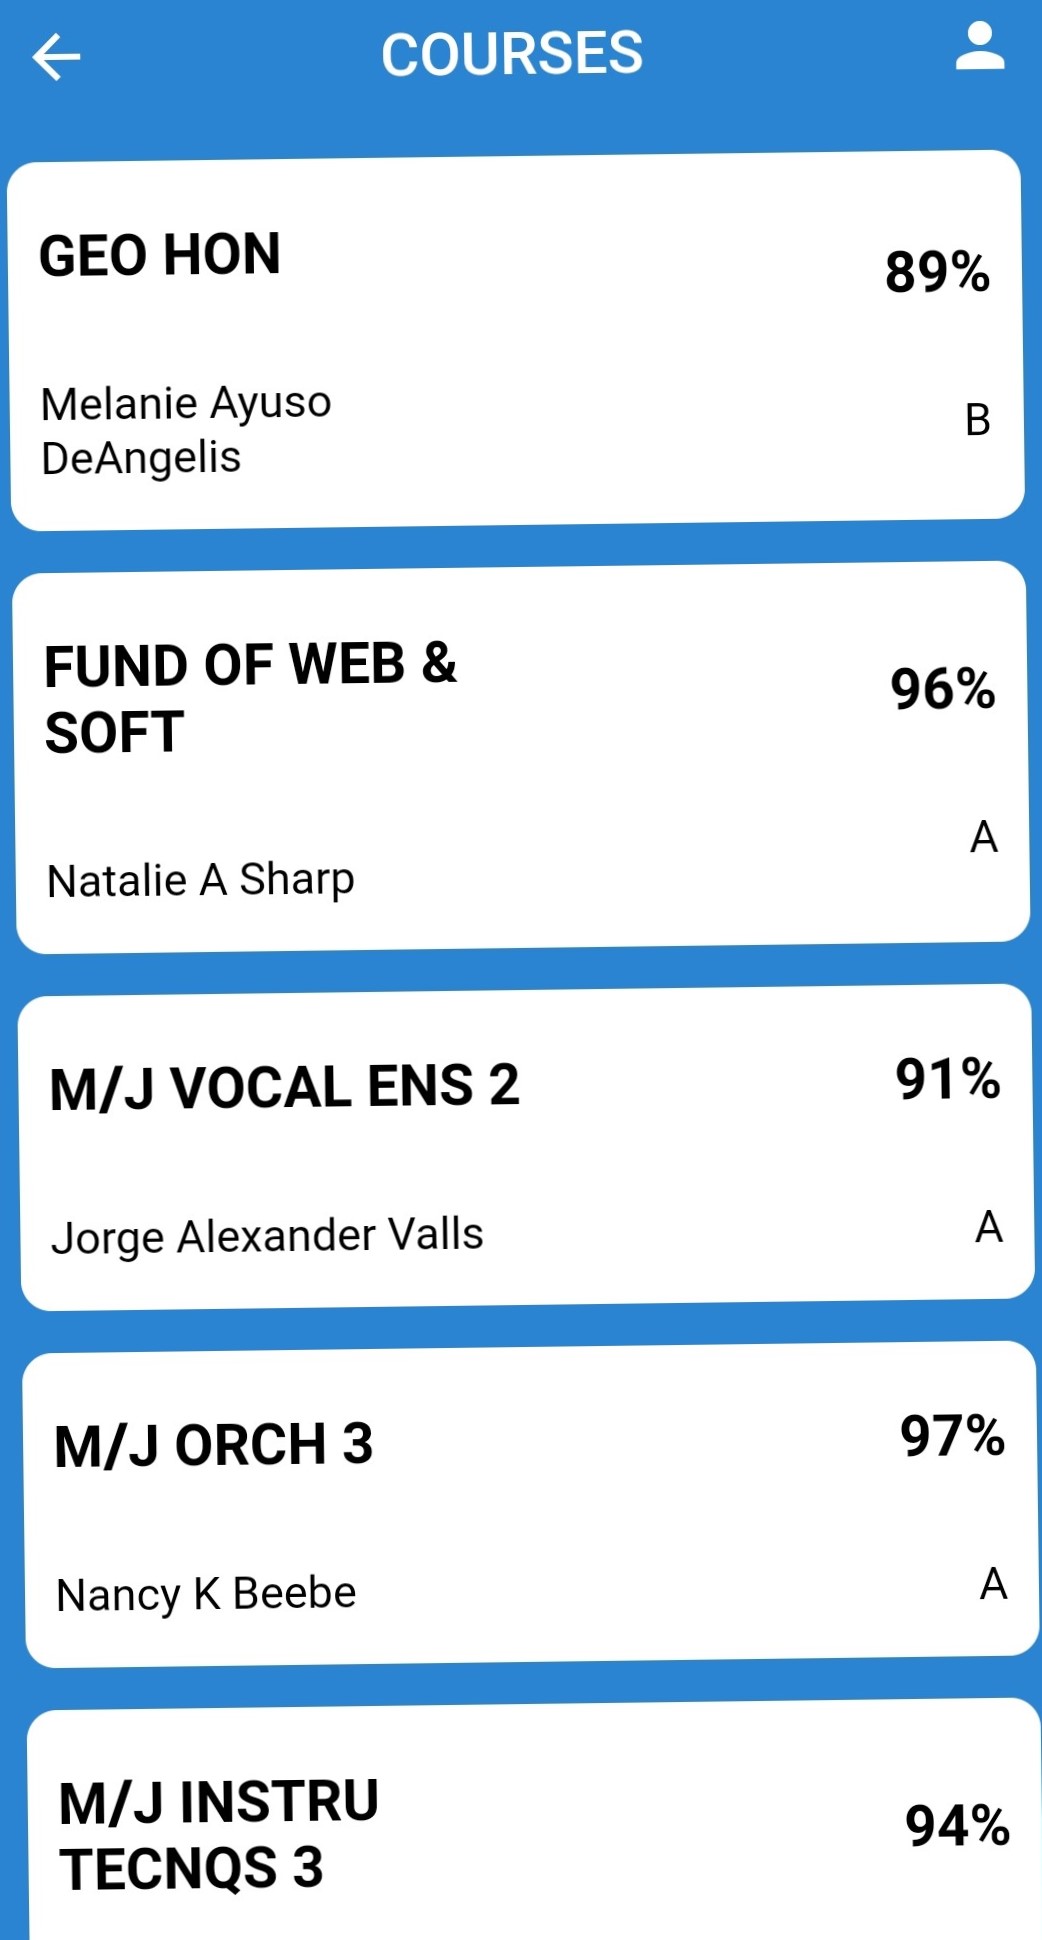 COURSES
GEO HON
89%
Melanie Ayuso
DeAngelis
B
FUND OF WEB &
SOFT
96%
Natalie A Sharp
A
M/J VOCAL ENS 2
91%
Jorge Alexander Valls
A
M/J ORCH 3
97%
Nancy K Beebe
A
M/J INSTRU
TECNQS 3
94%